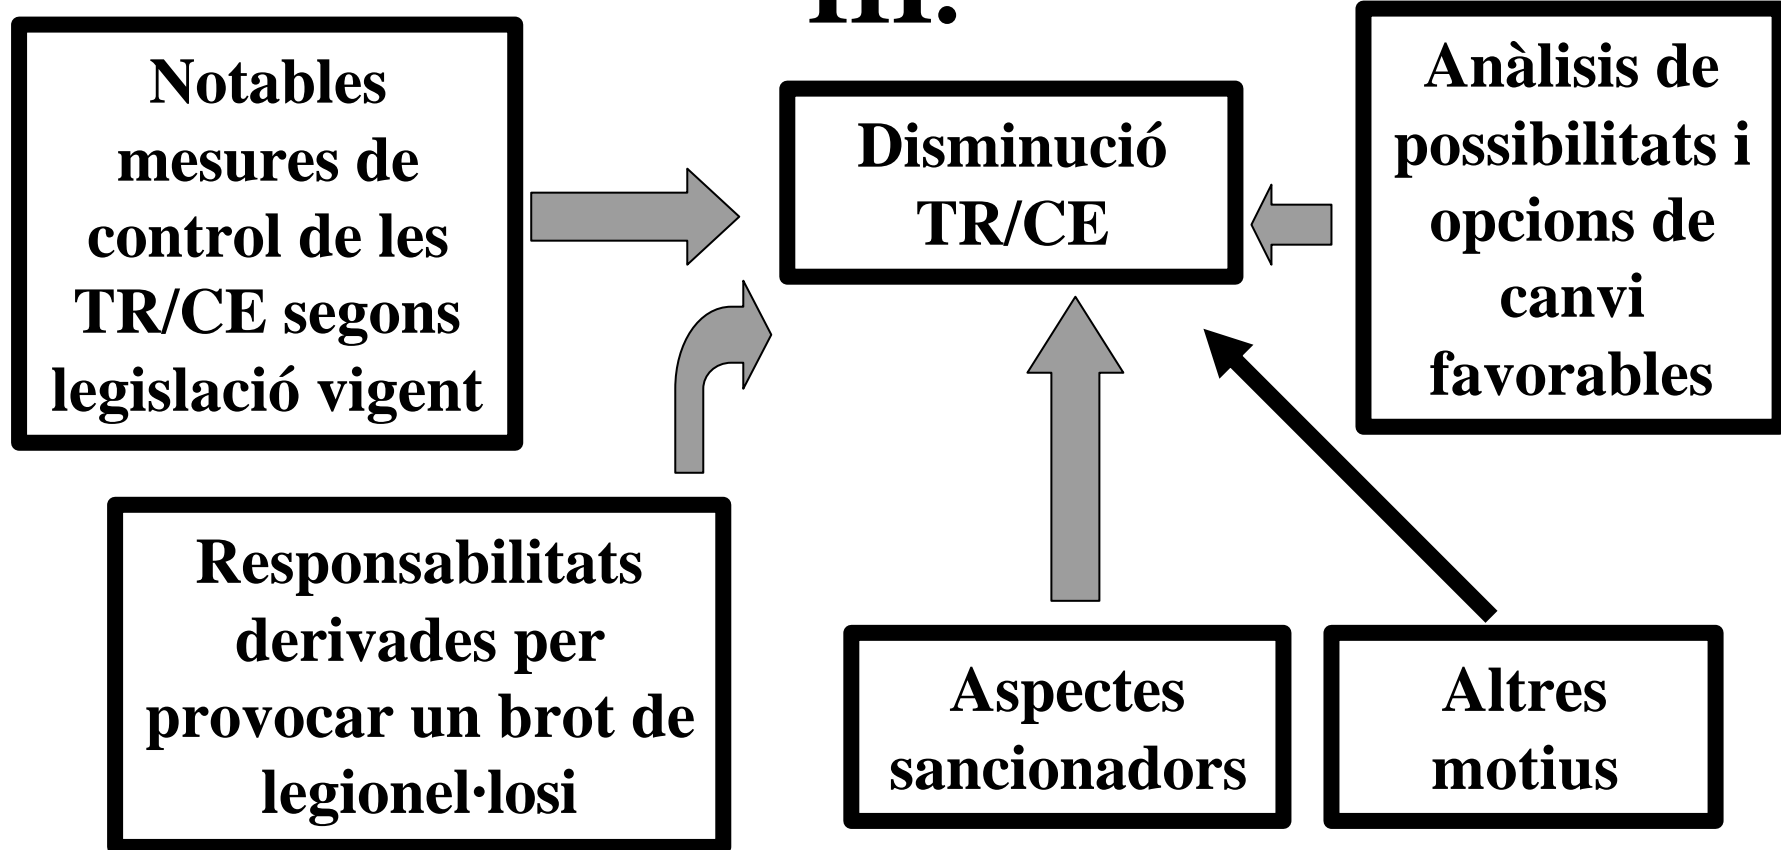 Notables
mesures de
control de les
TR/CE segons
legislació vigent
Disminució
TR/CE
Anàlisis de
possibilitats i
opcions de
canvi
favorables
Responsabilitats
derivades per
provocar un brot de
legionel·losi
Aspectes
sancionadors
Altres
motius